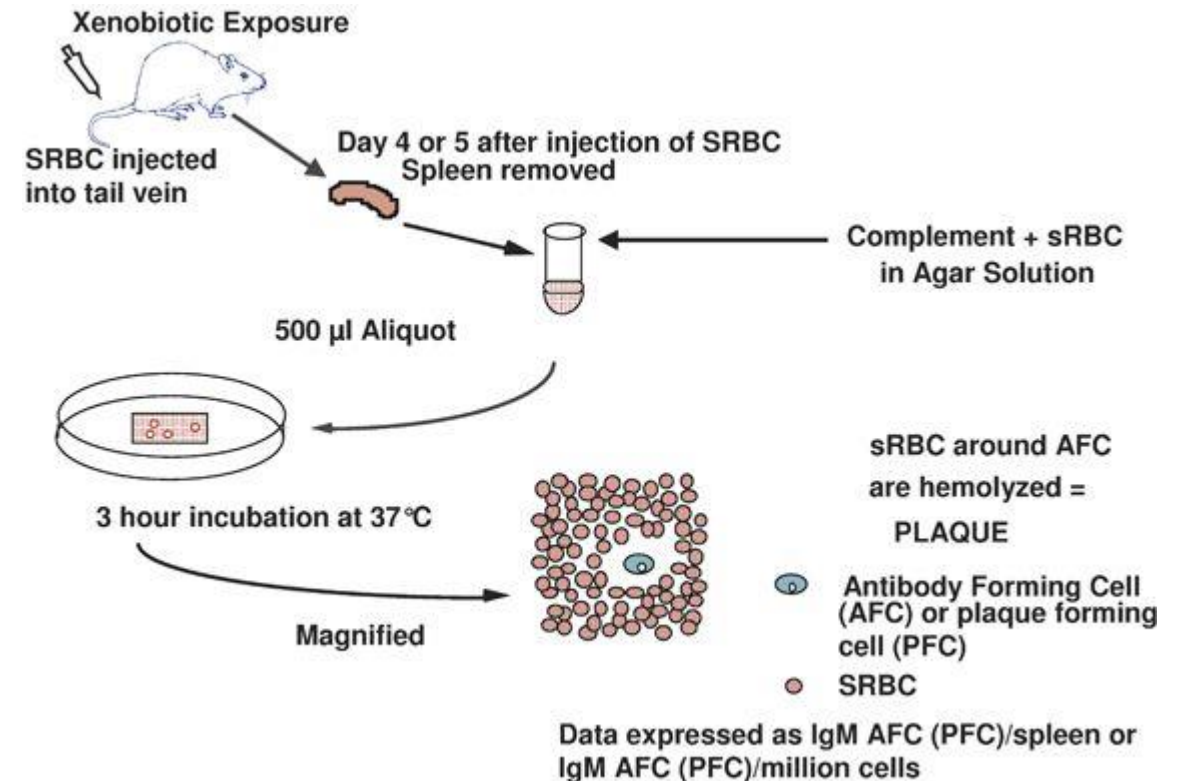 Xenobiotic Exposure
SRBC injected
into tail vein
Day 4 or 5 after injection of SRBC
Spleen removed
Complement + sRBC
in Agar Solution
500 µl Aliquot
3 hour incubation at 37°C
Magnified
sRBC around AFC
are hemolyzed =
PLAQUE
Antibody Forming Cell
(AFC) or plaque forming
cell (PFC)
SRBC
Data expressed as IgM AFC (PFC)/spleen or
IgM AFC (PFC)/million cells